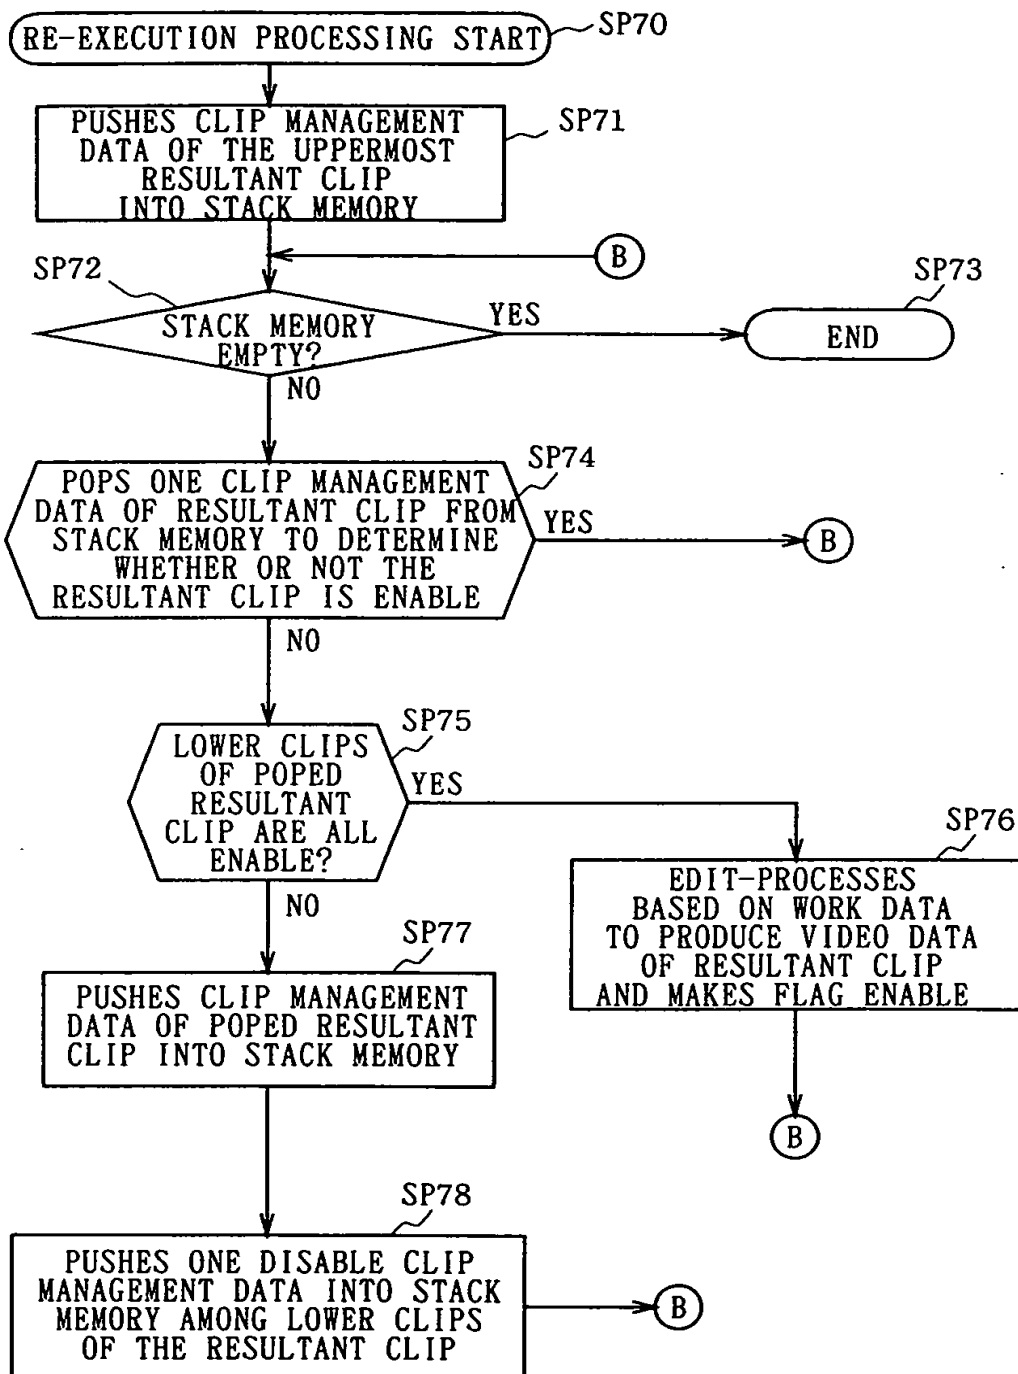 RE-EXECUTION PROCESSING START
SP70
PUSHES CLIP MANAGEMENT
DATA OF THE UPPERMOST
RESULTANT CLIP
INTO STACK MEMORY
SP71
B
SP72
STACK MEMORY
EMPTY?
YES
SP73
END
NO
SP74
POPS ONE CLIP MANAGEMENT
DATA OF RESULTANT CLIP FROM
STACK MEMORY TO DETERMINE
WHETHER OR NOT THE
RESULTANT CLIP IS ENABLE
YES
B
NO
SP75
LOWER CLIPS
OF POPED
RESULTANT
CLIP ARE ALL
ENABLE?
YES
SP76
EDIT-PROCESSES
BASED ON WORK DATA
TO PRODUCE VIDEO DATA
OF RESULTANT CLIP
AND MAKES FLAG ENABLE
B
NO
SP77
PUSHES CLIP MANAGEMENT
DATA OF POPED RESULTANT
CLIP INTO STACK MEMORY
SP78
PUSHES ONE DISABLE CLIP
MANAGEMENT DATA INTO STACK
MEMORY AMONG LOWER CLIPS
OF THE RESULTANT CLIP
B